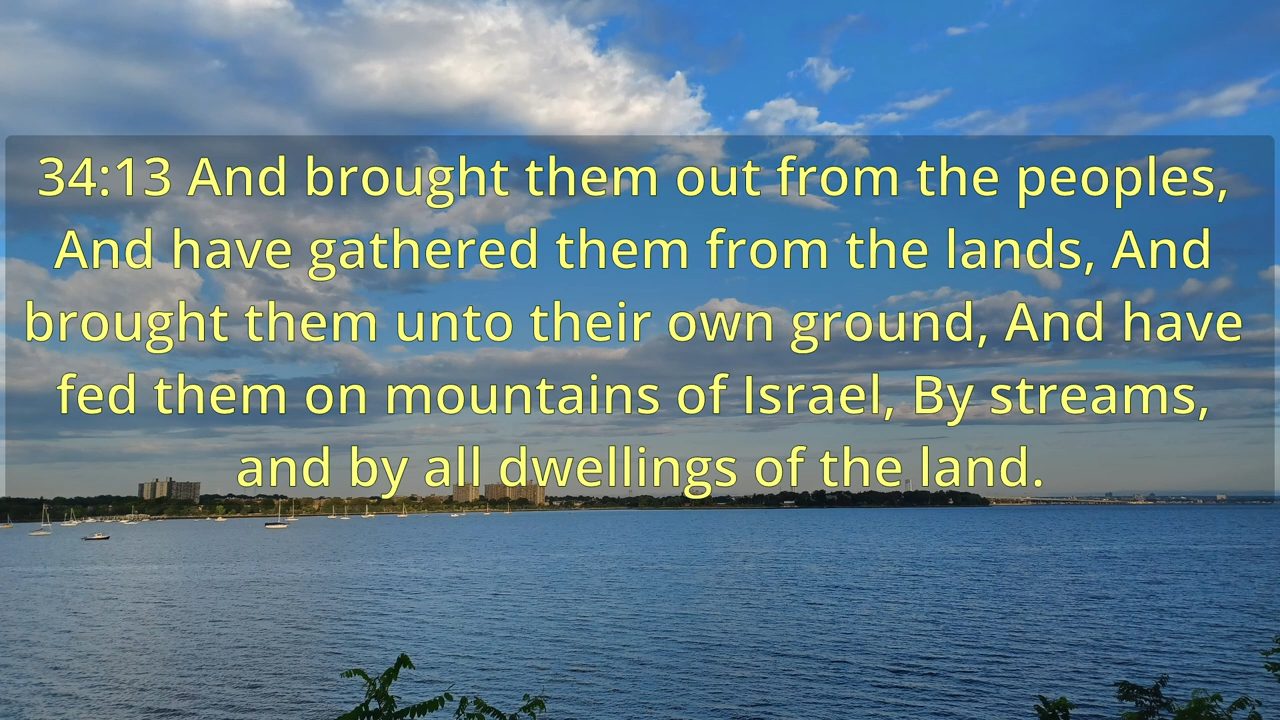 34:13 And brought them out from the peoples,
And have gathered them from the lands, And
brought them unto their own ground, And have
fed them on mountains of Israel, By streams,
and by all dwellings of the land.